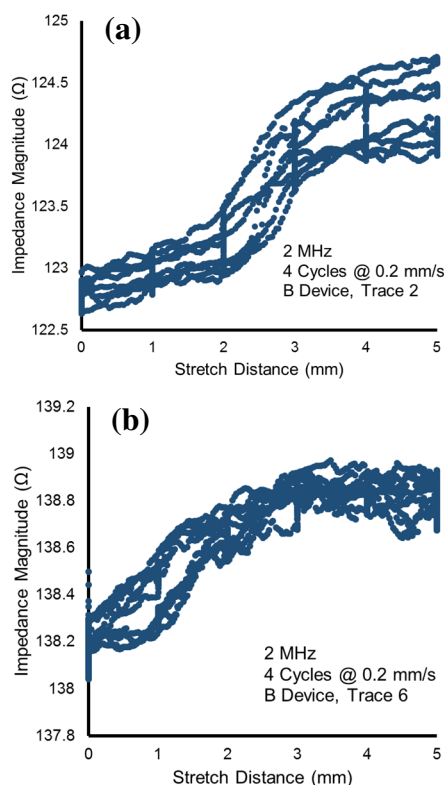 (a)
125
124.5
124
123.5
123
122.5
Impedance Magnitude (Ω)
2 MHz
4 Cycles @ 0.2 mm/s
B Device, Trace 2
0 1 2 3 4 5
Stretch Distance (mm)
(b)
139.2
139
138.8
138.6
138.4
138.2
138
137.8
Impedance Magnitude (Ω)
2 MHz
4 Cycles @ 0.2 mm/s
B Device, Trace 6
0 1 2 3 4 5
Stretch Distance (mm)